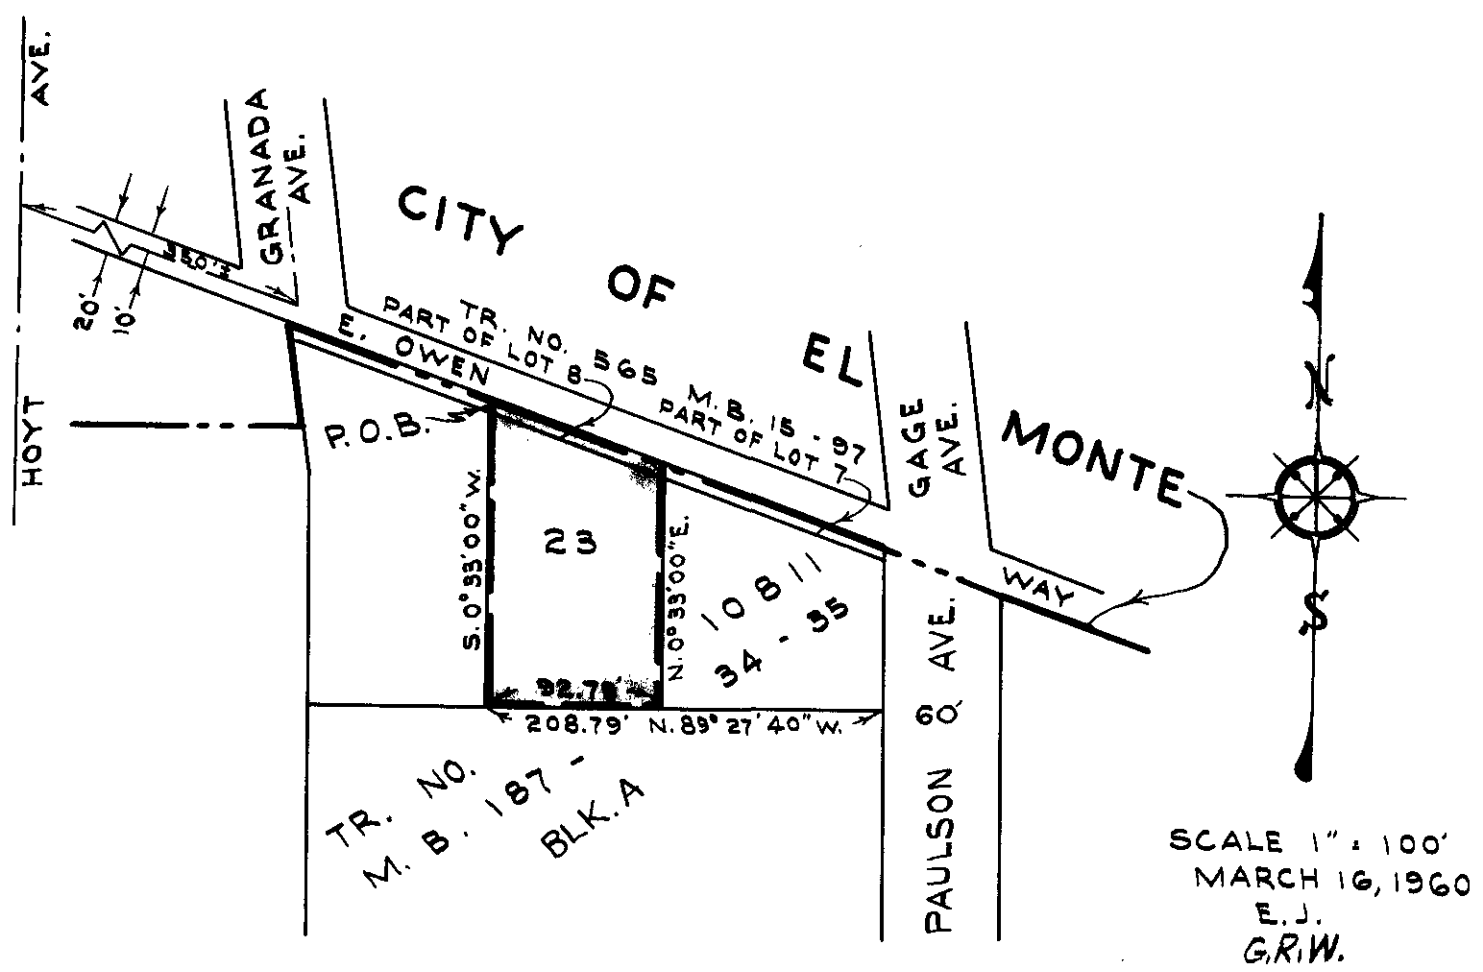 HOYT AVE.
GRANADA
AVE.
CITY OF EL MONTE
350'±
20'
10'
E. OWEN WAY
TR. NO. 565 M.B. 15 - 97
PART OF LOT 8
PART OF LOT 7
GAGE
AVE.
P.O.B.
S. 0° 33' 00" W.
23
N. 0° 33' 00" E.
92.79'
208.79' N. 89° 27' 40" W.
TR. NO. 10811
M. B. 187 - 34 - 35
BLK. A
PAULSON AVE.
60'
N
S
SCALE 1" = 100'
MARCH 16, 1960
E.J.
G.R.W.